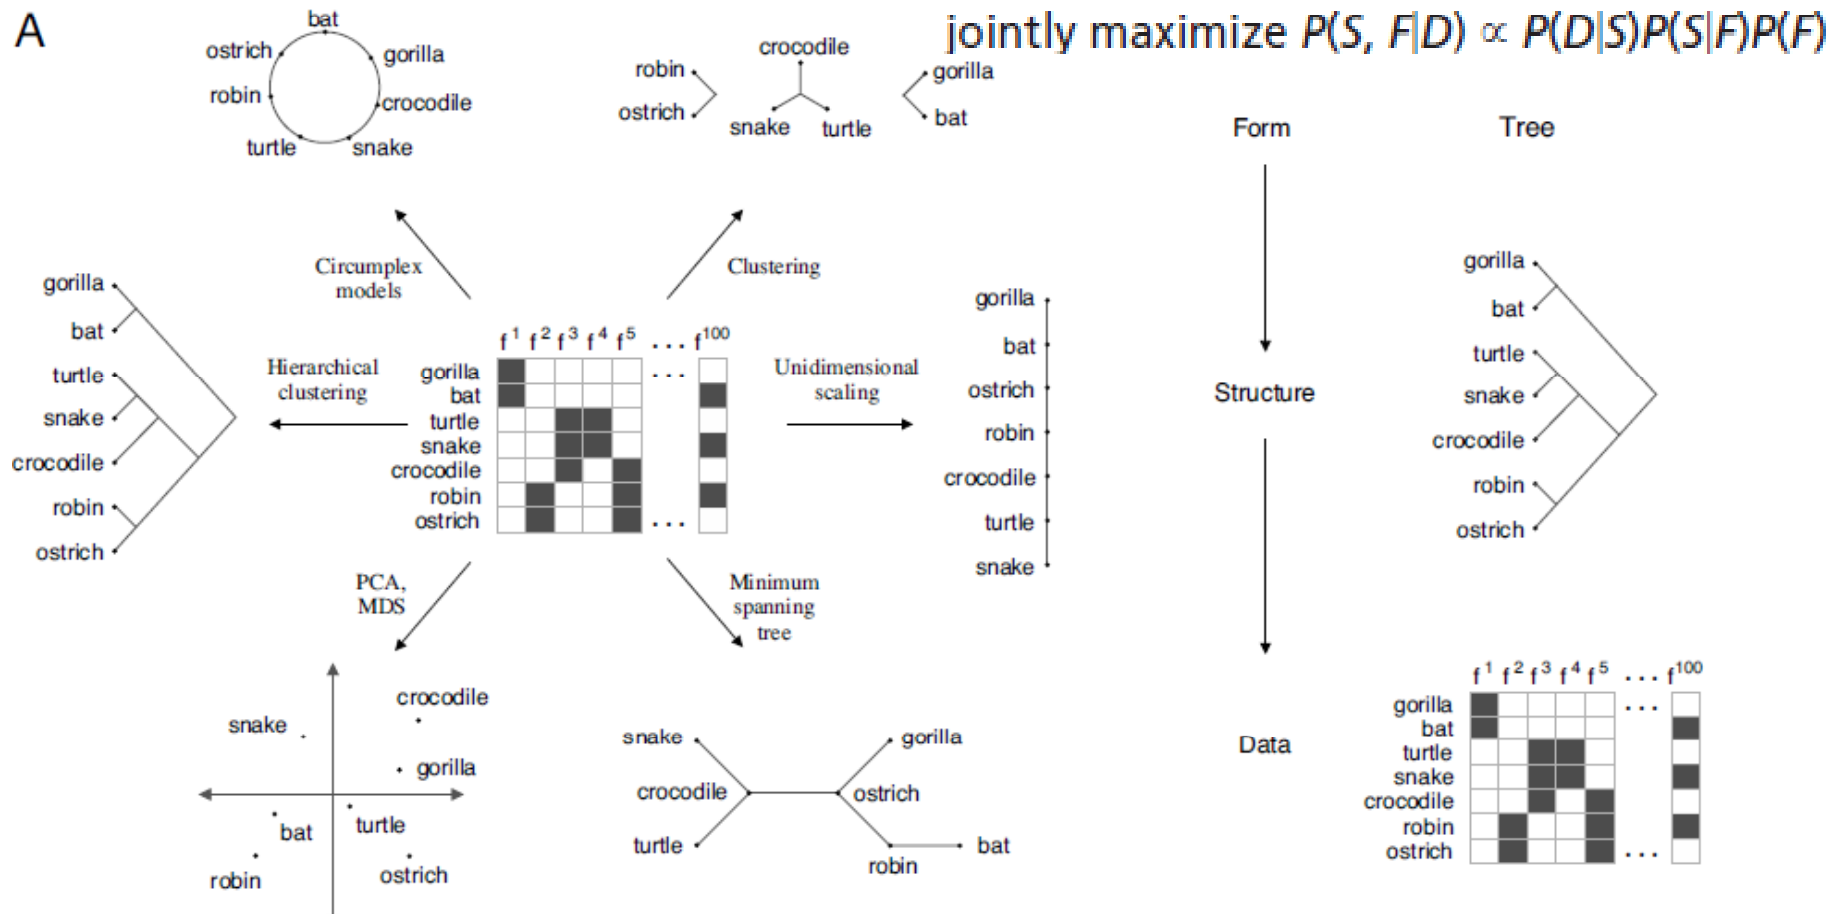 A
jointly maximize P(S, F|D) ∝ P(D|S)P(S|F)P(F)
bat
ostrich
gorilla
robin
crocodile
turtle
snake
crocodile
robin
gorilla
ostrich
snake
turtle
bat
Form
Tree
Circumplex
models
Clustering
gorilla
bat
turtle
snake
crocodile
robin
ostrich
Hierarchical
clustering
f1 f2 f3 f4 f5 ... f100
gorilla ...
bat
turtle
snake
crocodile
robin
ostrich ...
Unidimensional
scaling
gorilla
bat
ostrich
robin
crocodile
turtle
snake
Structure
gorilla
bat
turtle
snake
crocodile
robin
ostrich
PCA,
MDS
Minimum
spanning
tree
crocodile
snake
gorilla
turtle
bat
robin
ostrich
snake
gorilla
crocodile
ostrich
turtle
bat
robin
Data
f1 f2 f3 f4 f5 ... f100
gorilla ...
bat
turtle
snake
crocodile
robin
ostrich ...